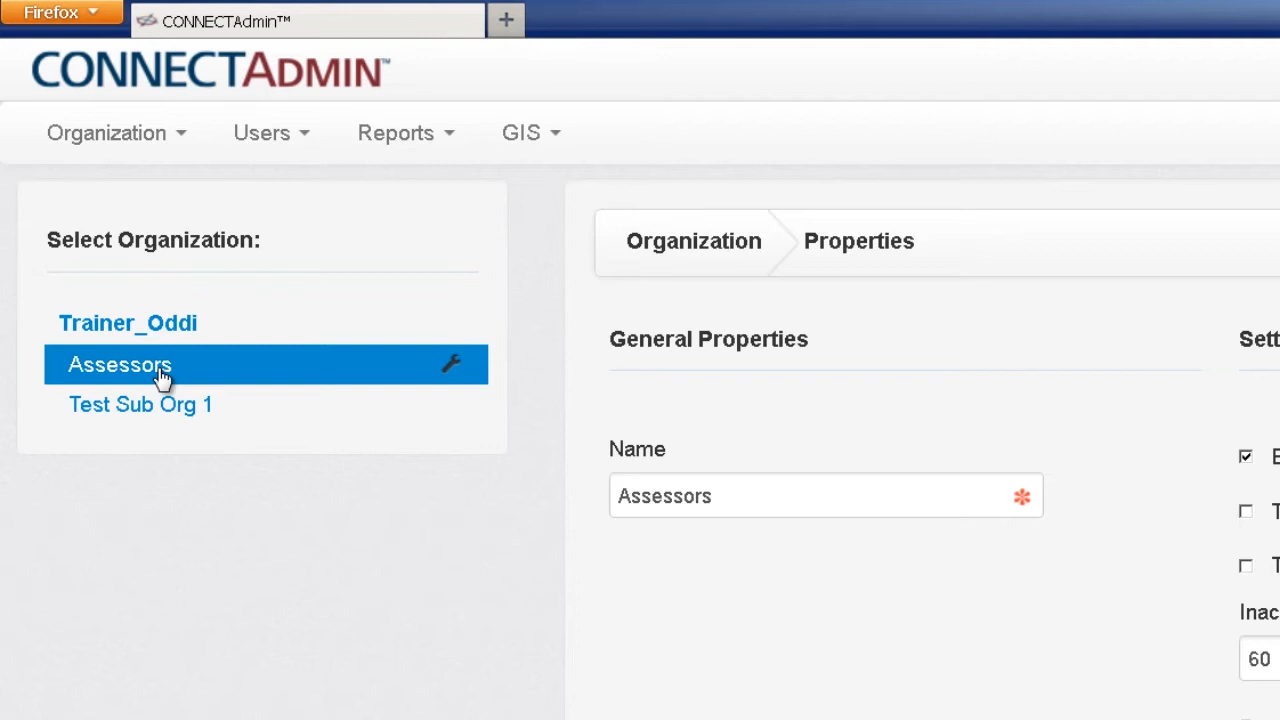 Firefox
CONNECTAdmin™
+
CONNECTADMIN™
Organization Users Reports GIS
Select Organization:
Trainer_Oddi
Assessors
Test Sub Org 1
Organization Properties
General Properties
Sett
Name
Assessors *
E
T
T
Inac
60